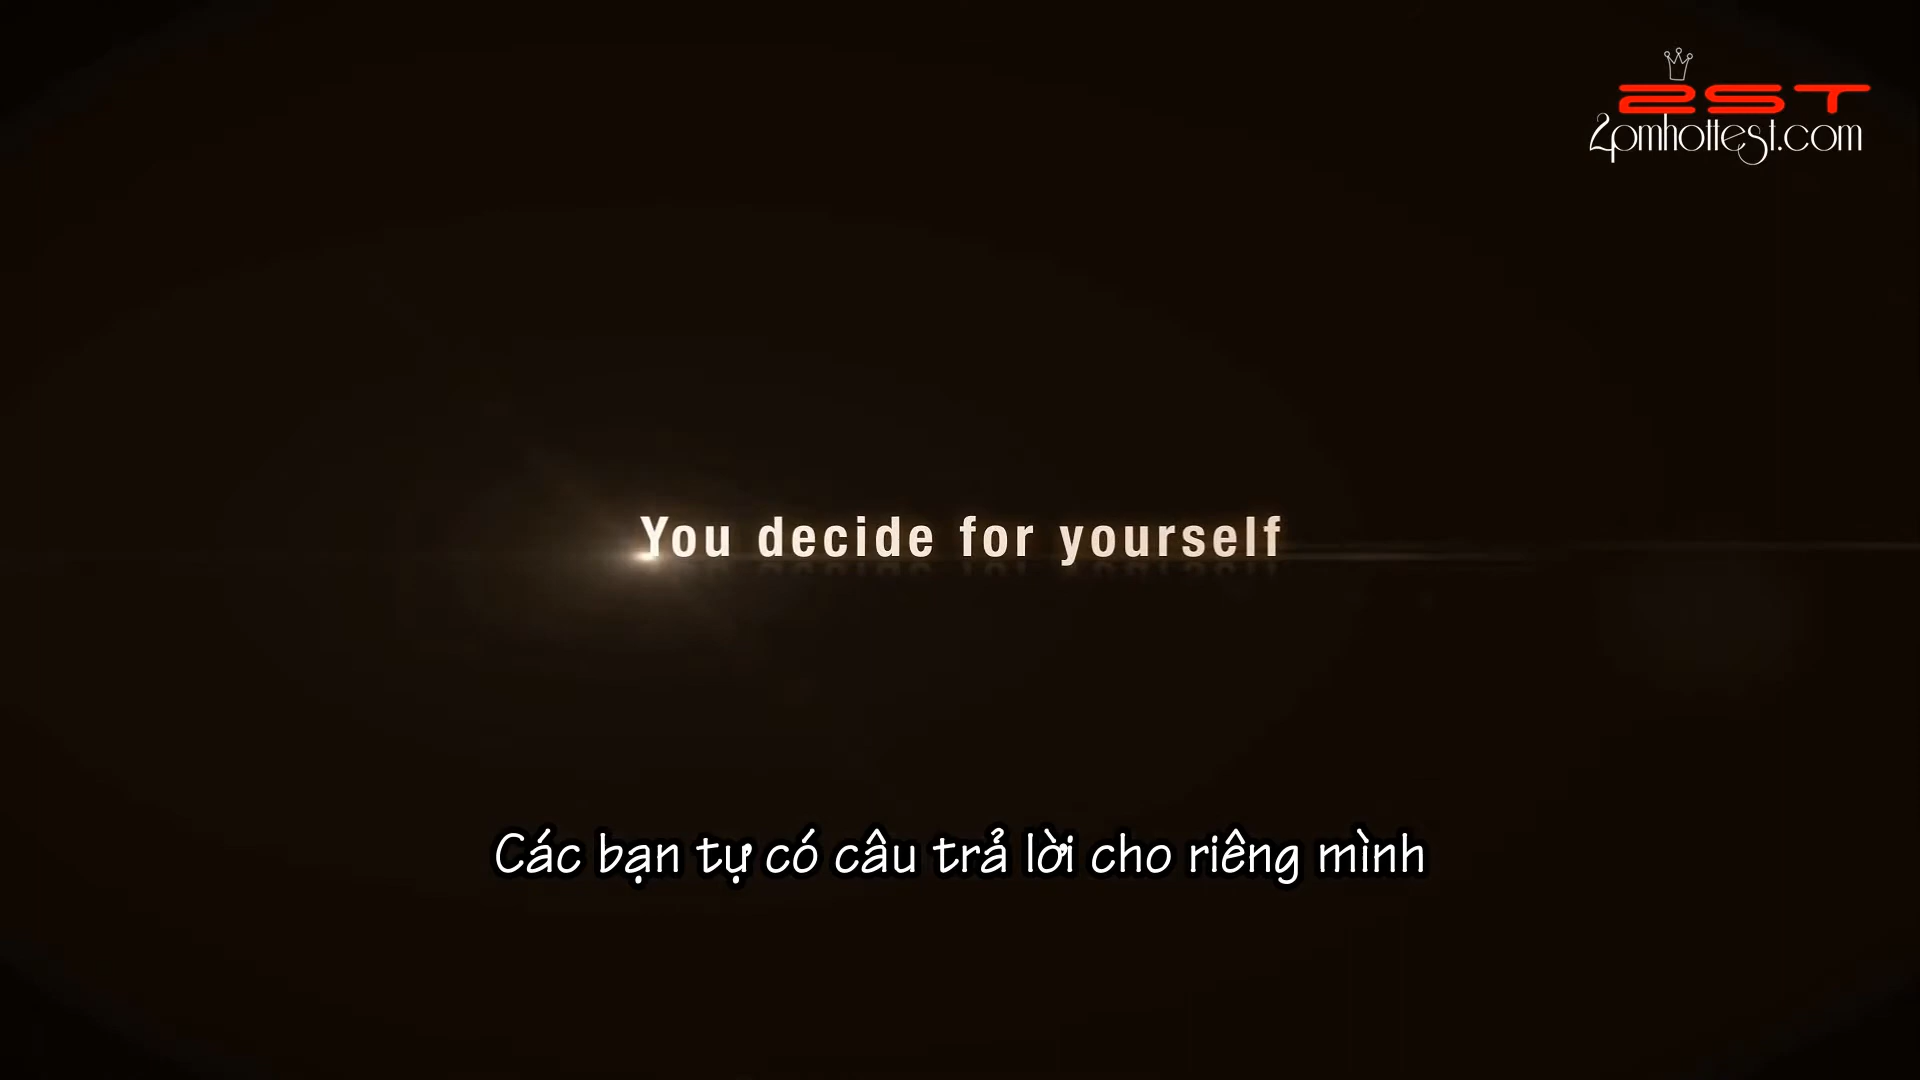 2ST
2pmhottest.com
You decide for yourself
Các bạn tự có câu trả lời cho riêng mình